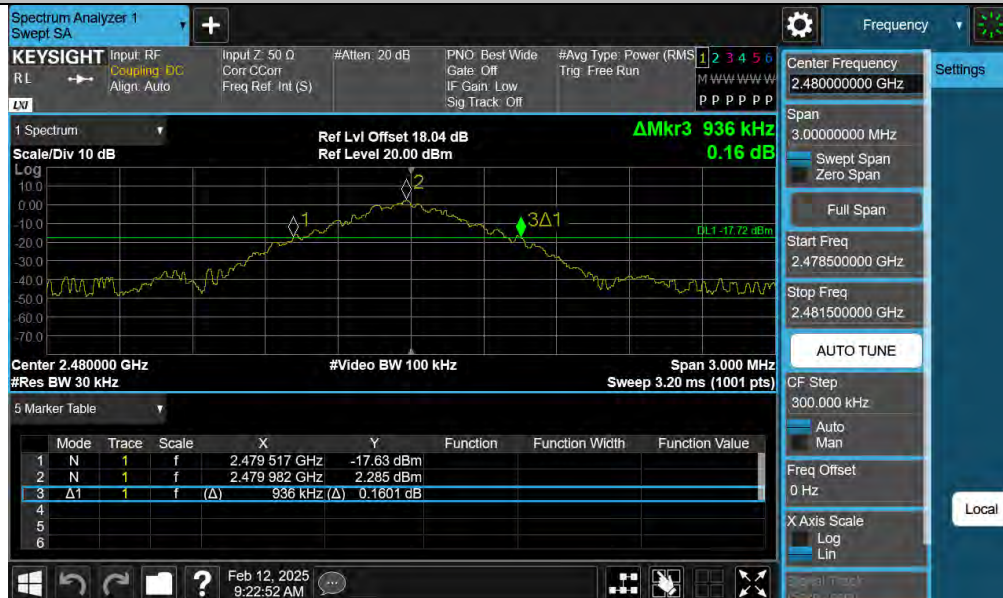 Spectrum Analyzer 1
Swept SA
+
Frequency
KEYSIGHT
RL
LXI
Input: RF
Coupling: DC
Align: Auto
Input Z: 50 Ω
Corr CCorr
Freq Ref: Int (S)
#Atten: 20 dB
PNO: Best Wide
Gate: Off
IF Gain: Low
Sig Track: Off
#Avg Type: Power (RMS
Trig: Free Run
1 2 3 4 5 6
M W W W W W
P P P P P P
1 Spectrum
Scale/Div 10 dB
Ref Lvl Offset 18.04 dB
Ref Level 20.00 dBm
ΔMkr3 936 kHz
0.16 dB
Log
10.0
0.00
-10.0
-20.0
-30.0
-40.0
-50.0
-60.0
-70.0
1
2
3Δ1
DL1 -17.72 dBm
Center 2.480000 GHz
#Res BW 30 kHz
#Video BW 100 kHz
Span 3.000 MHz
Sweep 3.20 ms (1001 pts)
5 Marker Table
Mode Trace Scale X Y Function Function Width Function Value
1 N 1 f 2.479 517 GHz -17.63 dBm
2 N 1 f 2.479 982 GHz 2.285 dBm
3 Δ1 1 f (Δ) 936 kHz (Δ) 0.1601 dB
4
5
6
Feb 12, 2025
9:22:52 AM
?
Center Frequency
2.480000000 GHz
Span
3.00000000 MHz
Swept Span
Zero Span
Full Span
Start Freq
2.478500000 GHz
Stop Freq
2.481500000 GHz
AUTO TUNE
CF Step
300.000 kHz
Auto
Man
Freq Offset
0 Hz
X Axis Scale
Log
Lin
Signal Track
Settings
Local